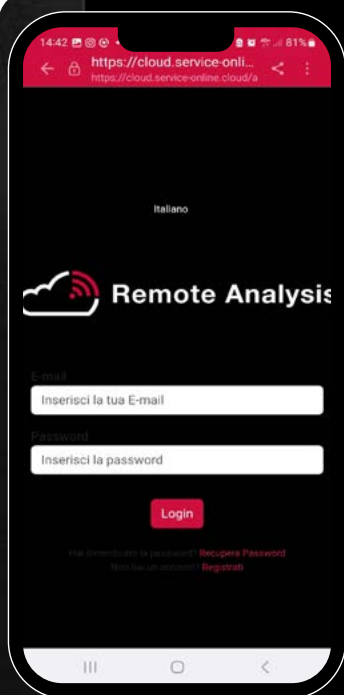 14:42
81%
https://cloud.service-onli...
https://cloud.service-online.cloud/a
Italiano
Remote Analysis
E-mail
Inserisci la tua E-mail
Password
Inserisci la password
Login
Hai dimenticato la password? Recupera Password
Non hai un account? Registrati